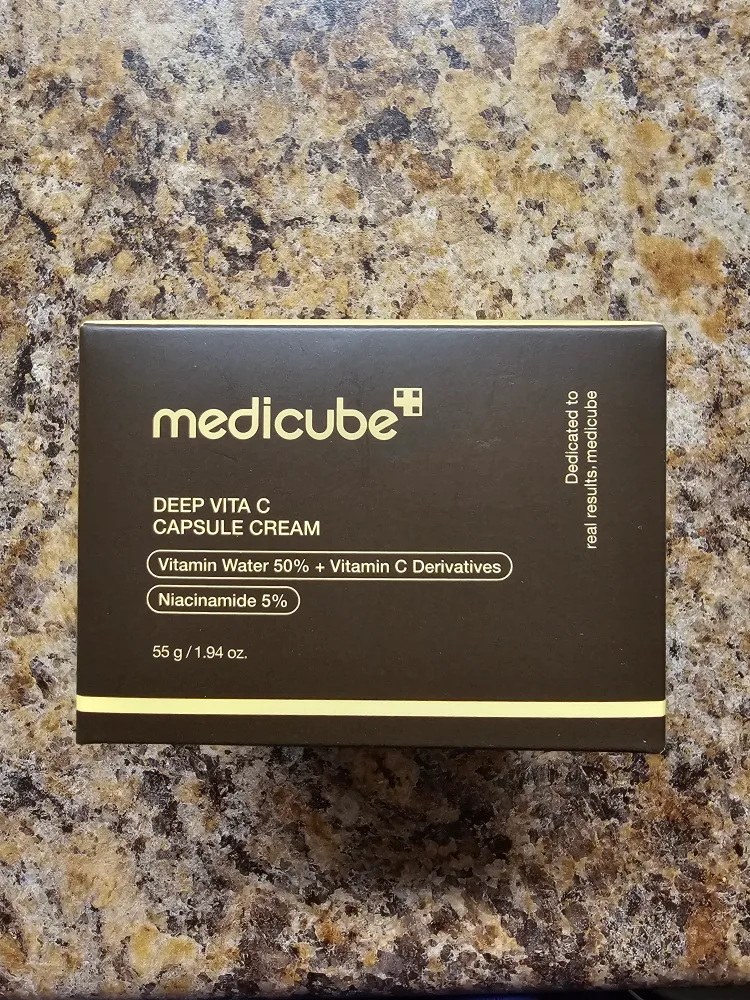 medicube
DEEP VITA C
CAPSULE CREAM
Vitamin Water 50% + Vitamin C Derivatives
Niacinamide 5%
55 g / 1.94 oz.
Dedicated to
real results, medicube